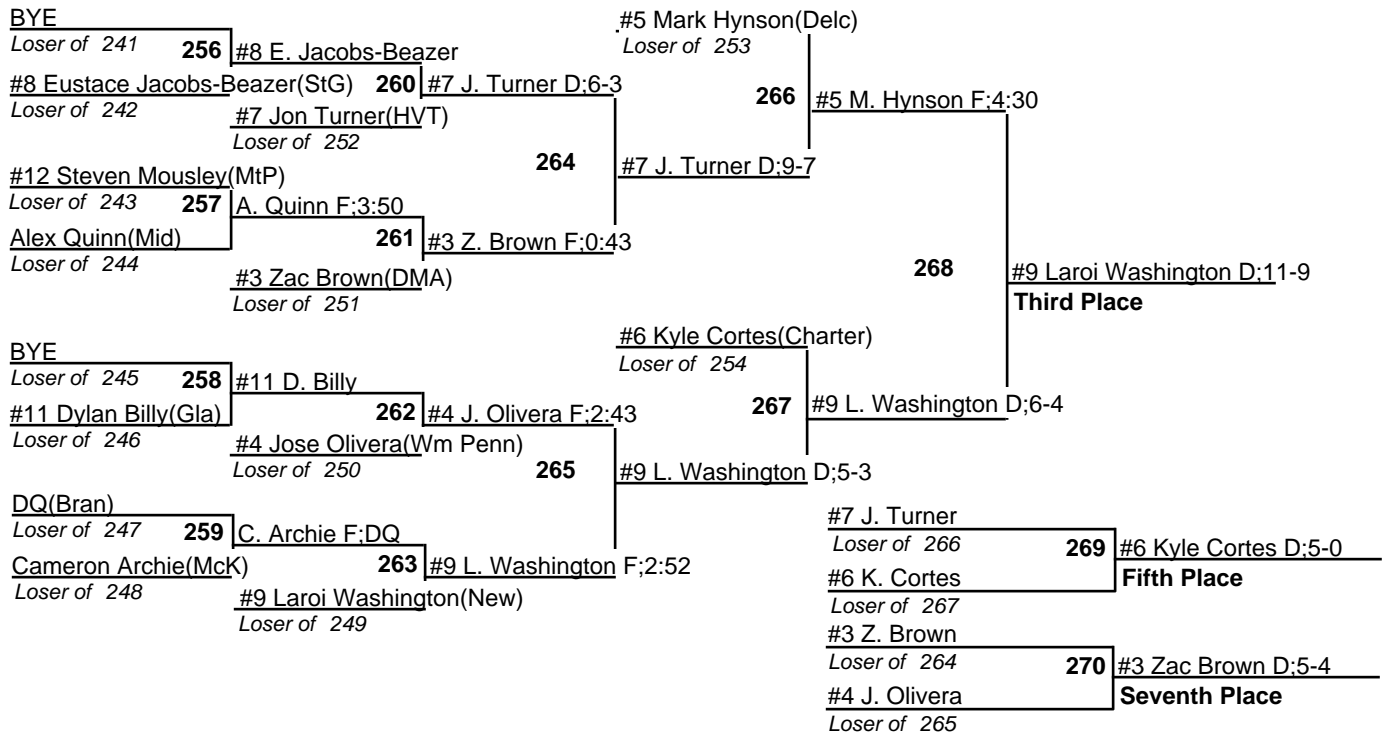 BYE
Loser of 241
256
#8 E. Jacobs-Beazer
#8 Eustace Jacobs-Beazer(StG)
Loser of 242
260
#7 J. Turner D;6-3
#7 Jon Turner(HVT)
Loser of 252
#12 Steven Mousley(MtP)
Loser of 243
257
A. Quinn F;3:50
Alex Quinn(Mid)
Loser of 244
261
#3 Z. Brown F;0:43
#3 Zac Brown(DMA)
Loser of 251
264
#7 J. Turner D;9-7
#5 Mark Hynson(Delc)
Loser of 253
266
#5 M. Hynson F;4:30
BYE
Loser of 245
258
#11 D. Billy
#11 Dylan Billy(Gla)
Loser of 246
262
#4 J. Olivera F;2:43
#4 Jose Olivera(Wm Penn)
Loser of 250
DQ(Bran)
Loser of 247
259
C. Archie F;DQ
Cameron Archie(McK)
Loser of 248
263
#9 L. Washington F;2:52
#9 Laroi Washington(New)
Loser of 249
265
#9 L. Washington D;5-3
#6 Kyle Cortes(Charter)
Loser of 254
267
#9 L. Washington D;6-4
268
#9 Laroi Washington D;11-9
Third Place
#7 J. Turner
Loser of 266
269
#6 Kyle Cortes D;5-0
#6 K. Cortes
Fifth Place
Loser of 267
#3 Z. Brown
Loser of 264
270
#3 Zac Brown D;5-4
#4 J. Olivera
Seventh Place
Loser of 265